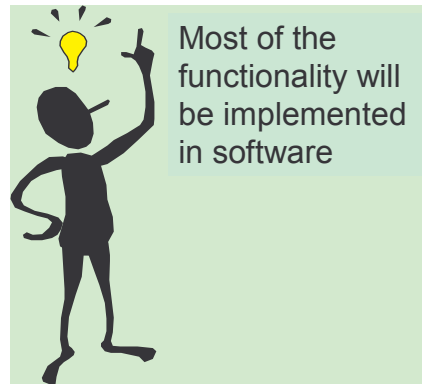 Most of the
functionality will
be implemented
in software